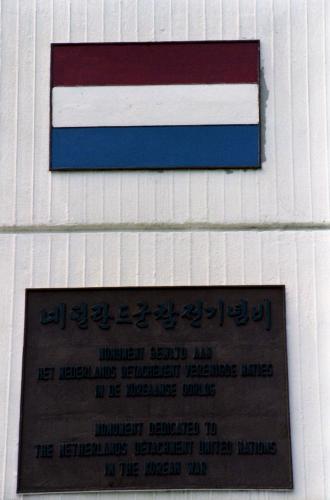 네덜란드군참전기념비
MONUMENT GEWIJD AAN
HET NEDERLANDS DETACHEMENT VERENIGDE NATIES
IN DE KOREAANSE OORLOG
MONUMENT DEDICATED TO
THE NETHERLANDS DETACHMENT UNITED NATIONS
IN THE KOREAN WAR